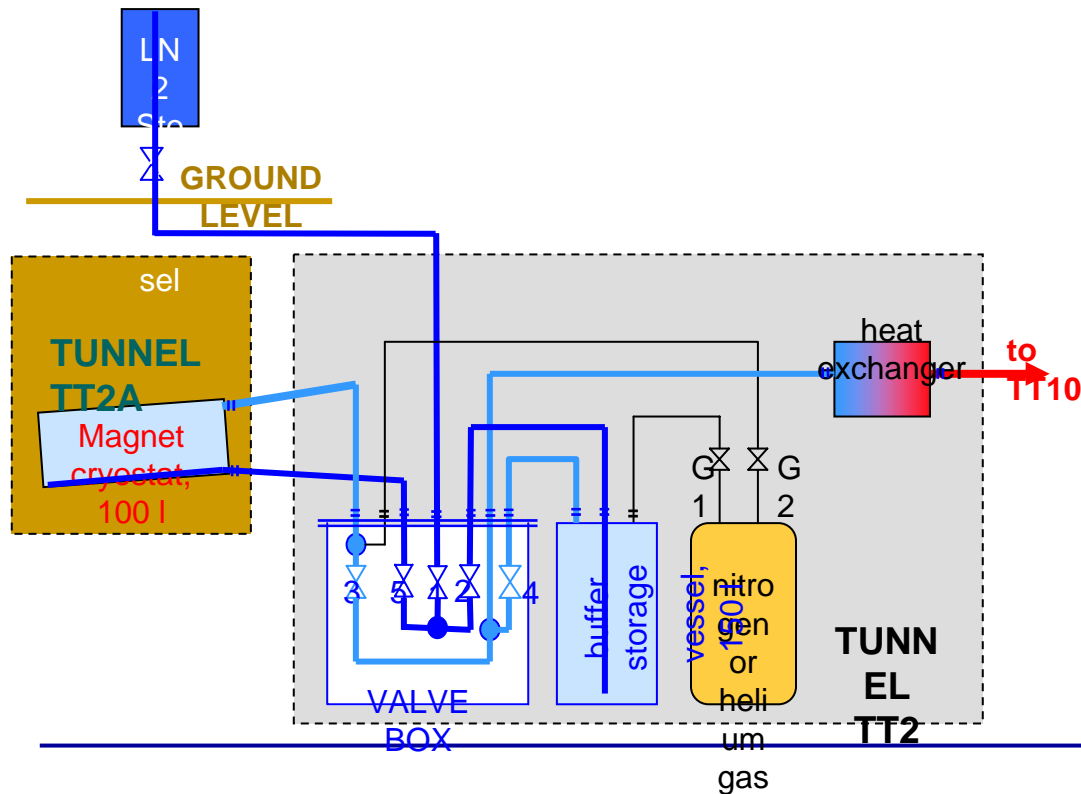 LN
2
Sto
GROUND
LEVEL
sel
TUNNEL
TT2A
Magnet
cryostat,
100 l
heat
exchanger
to
TT10
G
1
G
2
3
5
1
2
4
buffer
storage
vessel,
150 l
nitro
gen
or
heli
um
gas
VALVE
BOX
TUNN
EL
TT2